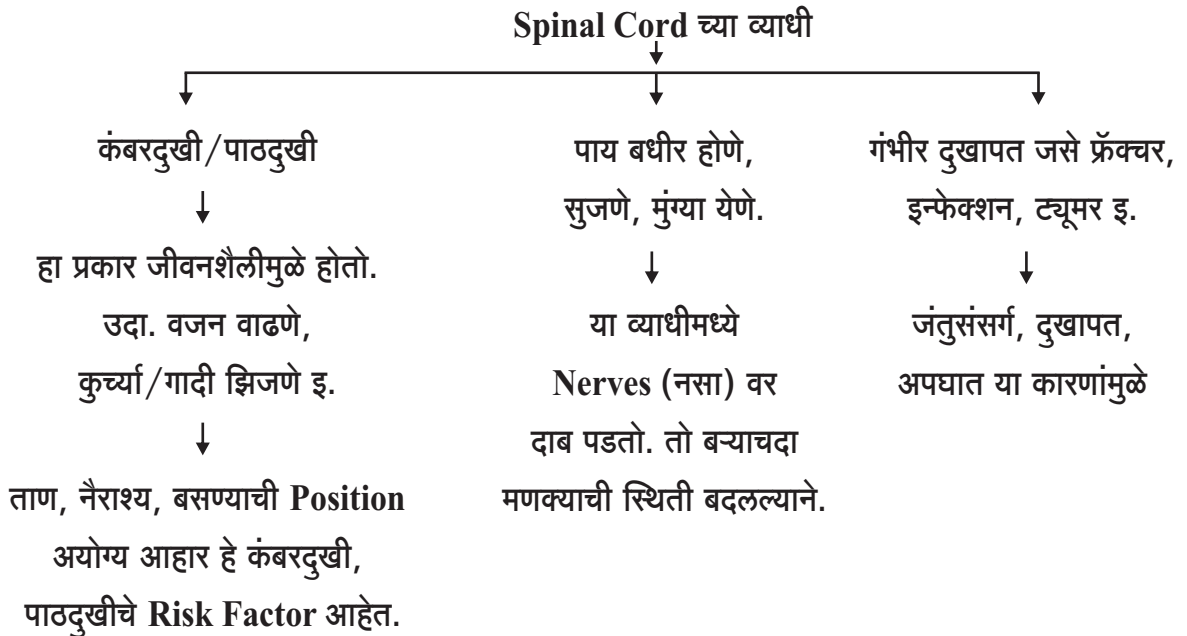 Spinal Cord च्या व्याधी
कंबरदुखी/पाठदुखी
हा प्रकार जीवनशैलीमुळे होतो.
उदा. वजन वाढणे,
कुर्च्या/गादी झिजणे इ.
ताण, नैराश्य, बसण्याची Position
अयोग्य आहार हे कंबरदुखी,
पाठदुखीचे Risk Factor आहेत.
पाय बधीर होणे,
सुजणे, मुंग्या येणे.
या व्याधीमध्ये
Nerves (नसा) वर
दाब पडतो. तो बऱ्याचदा
मणक्याची स्थिती बदलल्याने.
गंभीर दुखापत जसे फ्रॅक्चर,
इन्फेक्शन, ट्यूमर इ.
जंतुसंसर्ग, दुखापत,
अपघात या कारणांमुळे